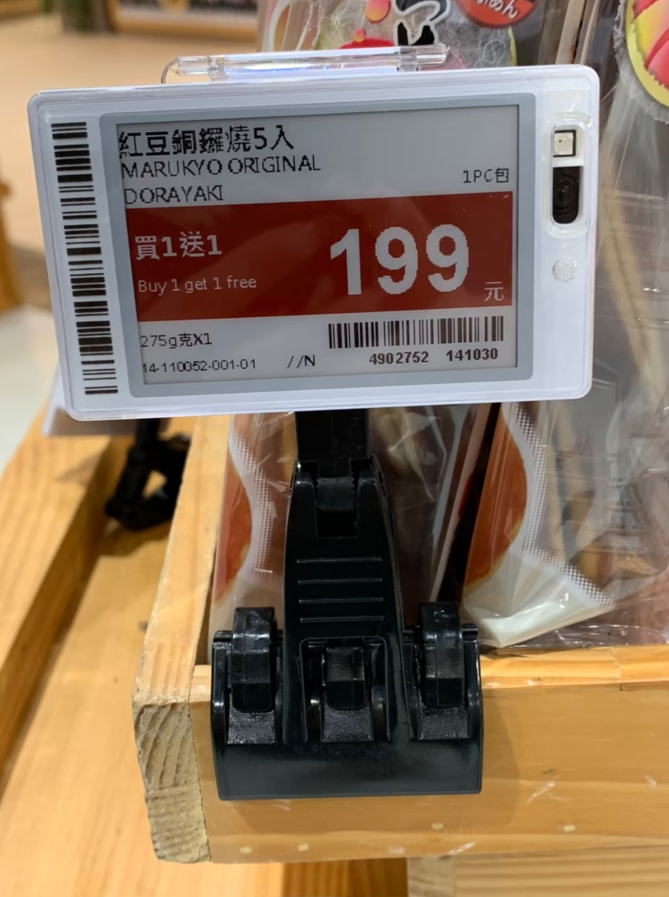 紅豆銅鑼燒5入
MARUKYO ORIGINAL
DORAYAKI
1PC包
買1送1
Buy 1 get 1 free
199
元
275g克X1
14-110052-001-01 //N
4902752 141030